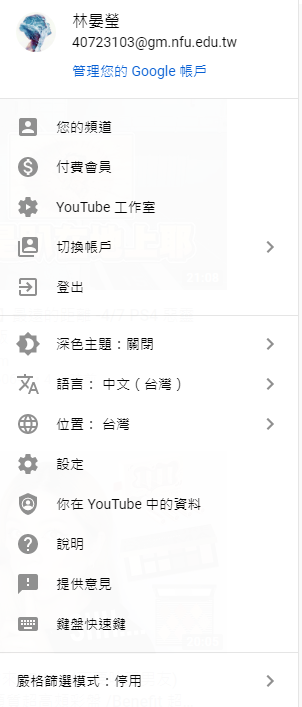 林晏瑩
40723103@gm.nfu.edu.tw
管理您的 Google 帳戶
您的頻道
付費會員
YouTube 工作室
切換帳戶
登出
深色主題：關閉
語言： 中文 ( 台灣 )
位置： 台灣
設定
你在 YouTube 中的資料
說明
提供意見
鍵盤快速鍵
嚴格篩選模式：停用